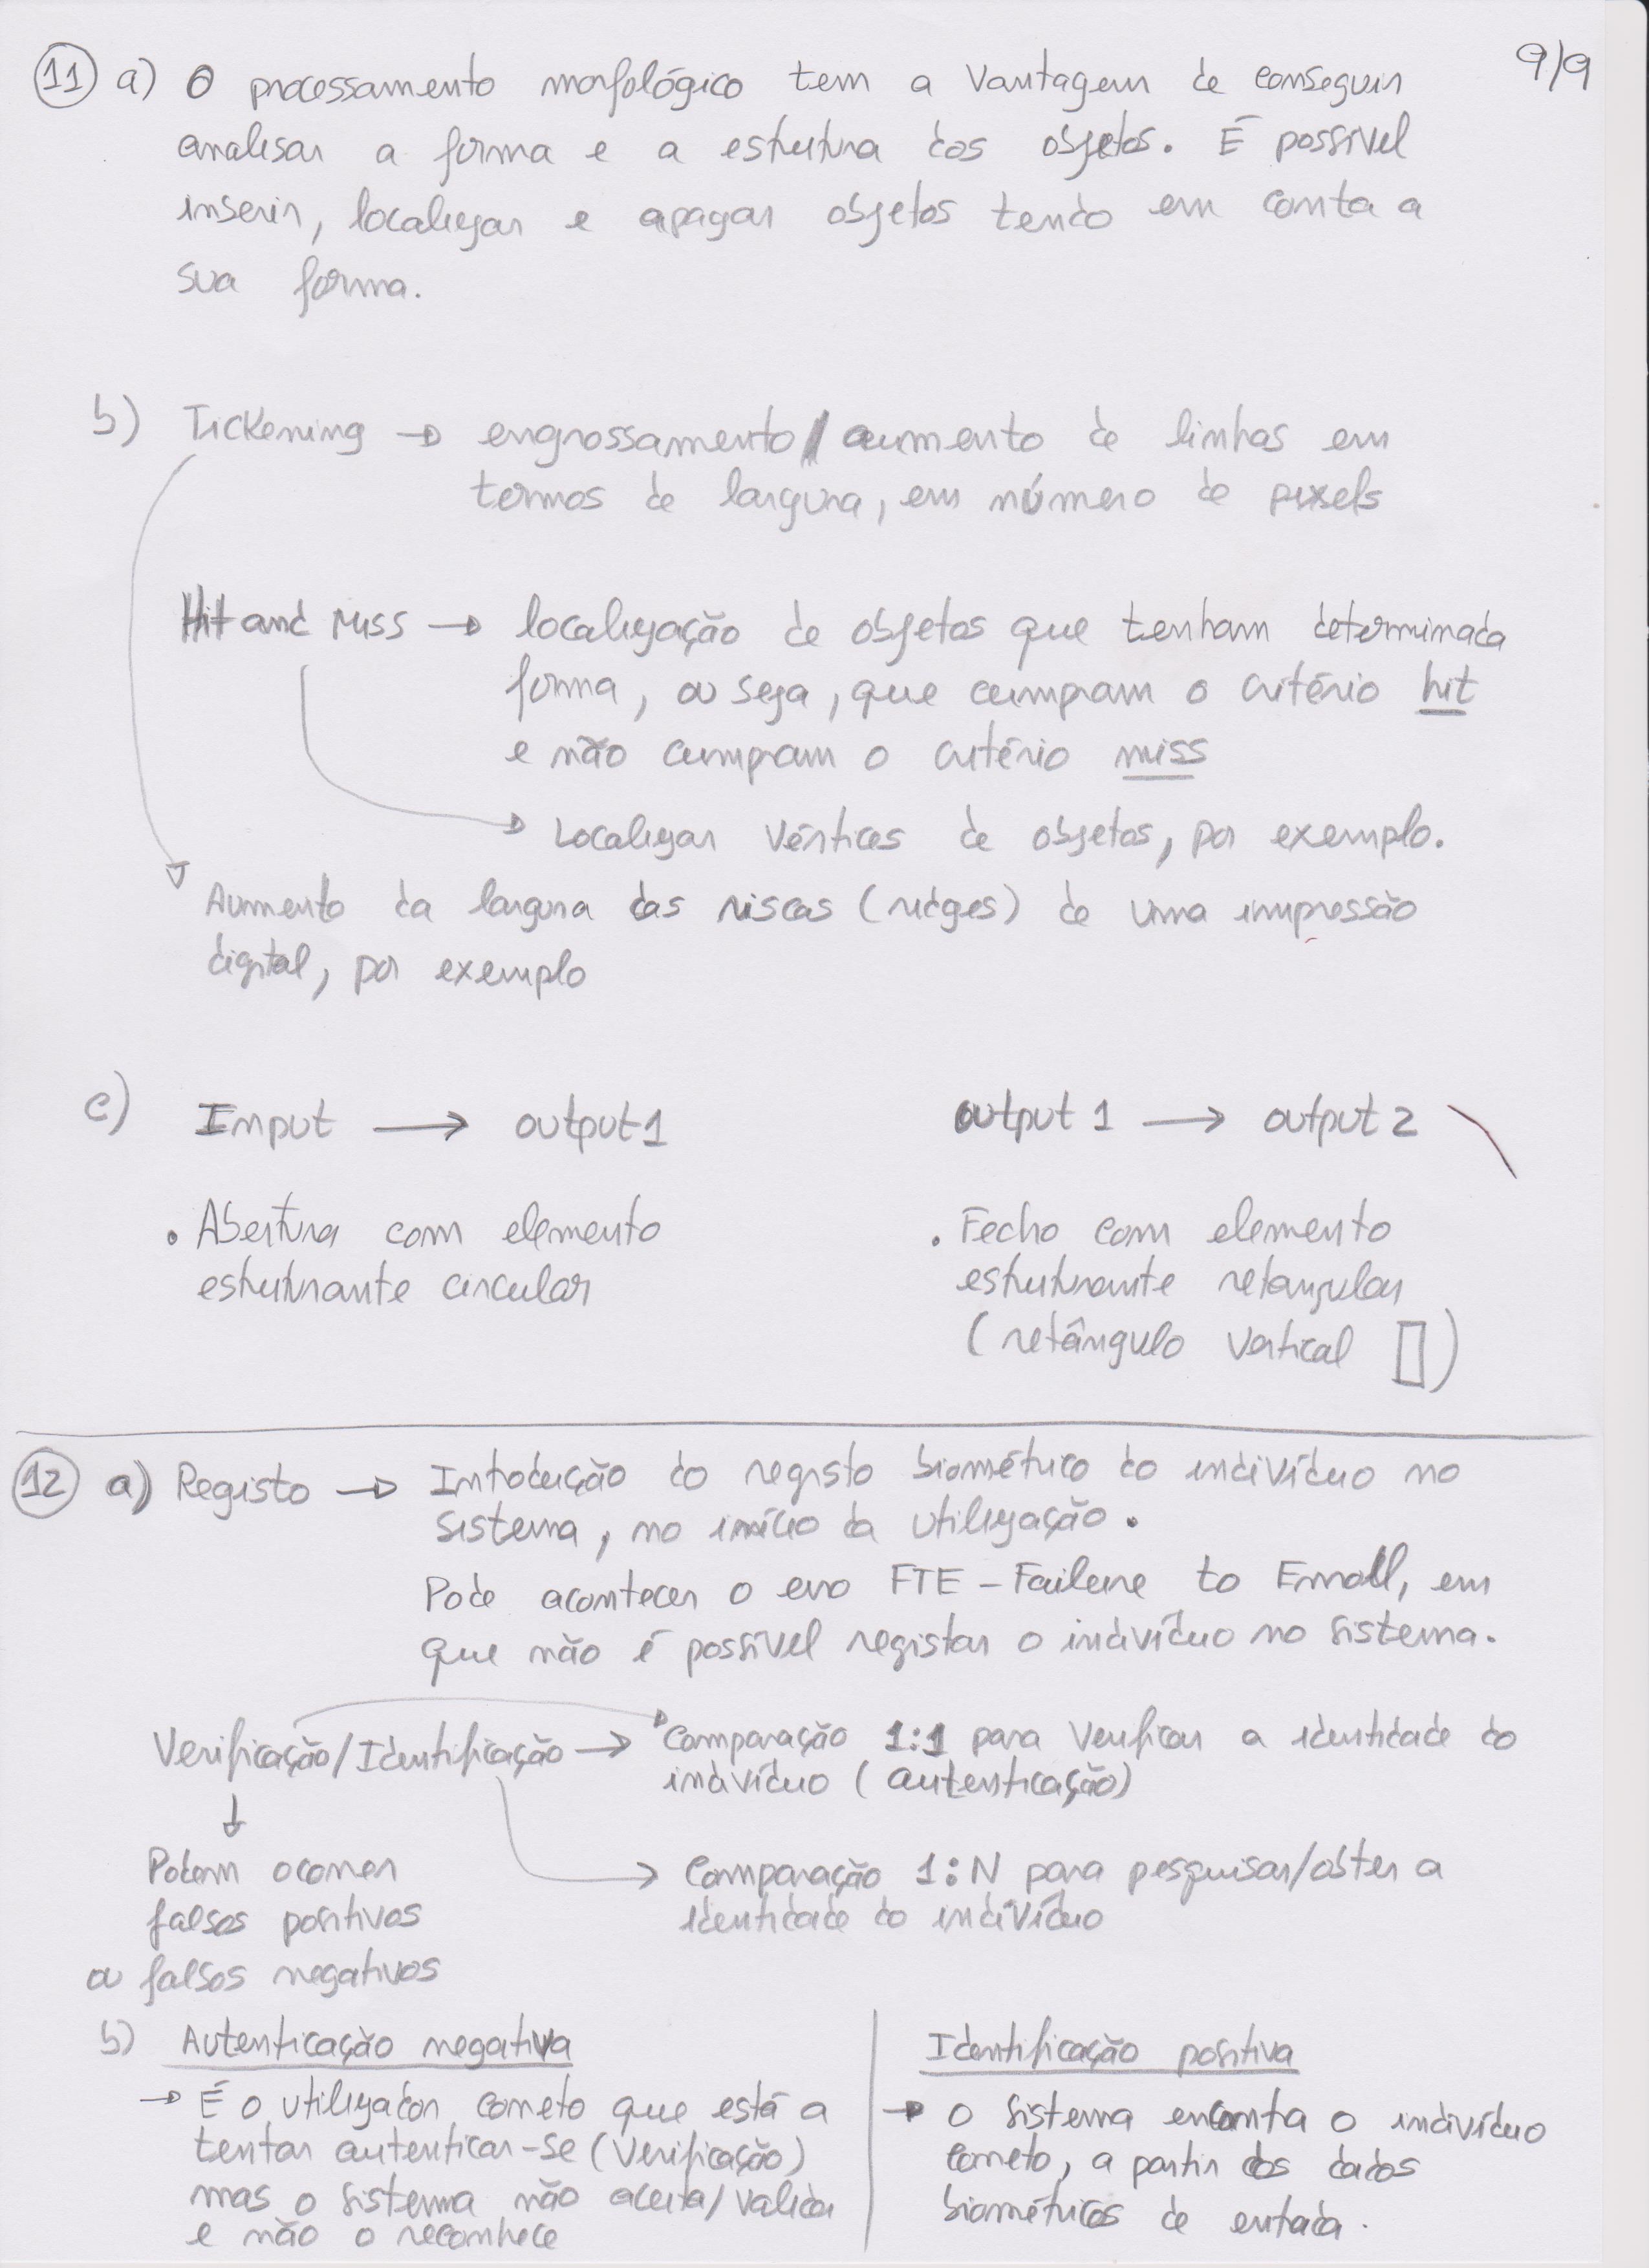 9/9
11 a) O processamento morfológico tem a vantagem de conseguir
analisar a forma e a estrutura dos objetos. É possível
inserir, localizar e apagar objetos tendo em conta a
sua forma.
b) Tickening → engrossamento / aumento de linhas em
termos de largura, em número de pixels
Hit and Miss → localização de objetos que tenham determinada
forma, ou seja, que cumpram o critério hit
e não cumpram o critério miss
→ Localizar vértices de objetos, por exemplo.
Aumento da largura das riscas (ridges) de uma impressão
digital, por exemplo
c) Input → output1
• Abertura com elemento
estruturante circular
output 1 → output 2
• Fecho com elemento
estruturante retangular
(retângulo vertical ▯)
12 a) Registo → Introdução do registo biométrico do indivíduo no
sistema, no início da utilização.
Pode acontecer o erro FTE – Failure to Enroll, em
que não é possível registar o indivíduo no sistema.
Verificação/Identificação → Comparação 1:1 para verificar a identidade do
indivíduo (autenticação)
→ Comparação 1:N para pesquisar/obter a
identidade do indivíduo
↓
Podem ocorrer
falsos positivos
ou falsos negativos
b) Autenticação negativa
→ É o utilizador correto que está a
tentar autenticar-se (verificação)
mas o sistema não aceita/valida
e não o reconhece
Identificação positiva
→ O sistema encontra o indivíduo
correto, a partir dos dados
biométricos de entrada.